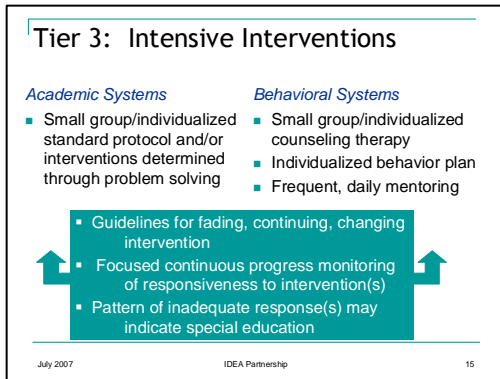 Tier 3: Intensive Interventions
Academic Systems
■ Small group/individualized
standard protocol and/or
interventions determined
through problem solving
Behavioral Systems
■ Small group/individualized
counseling therapy
■ Individualized behavior plan
■ Frequent, daily mentoring
▪ Guidelines for fading, continuing, changing
intervention
▪ Focused continuous progress monitoring
of responsiveness to intervention(s)
▪ Pattern of inadequate response(s) may
indicate special education
July 2007 IDEA Partnership 15